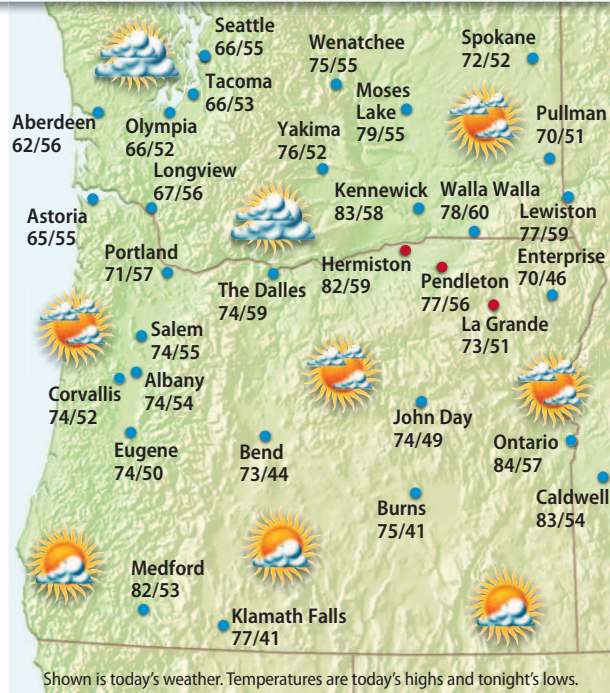 Seattle
66/55
Wenatchee
75/55
Spokane
72/52
Tacoma
66/53
Moses
Lake
79/55
Aberdeen
62/56
Olympia
66/52
Yakima
76/52
Pullman
70/51
Longview
67/56
Kennewick
83/58
Walla Walla
78/60
Lewiston
77/59
Astoria
65/55
Portland
71/57
The Dalles
74/59
Hermiston
82/59
Pendleton
77/56
Enterprise
70/46
La Grande
73/51
Salem
74/55
Corvallis
74/52
Albany
74/54
John Day
74/49
Eugene
74/50
Bend
73/44
Ontario
84/57
Burns
75/41
Caldwell
83/54
Medford
82/53
Klamath Falls
77/41
Shown is today's weather. Temperatures are today's highs and tonight's lows.